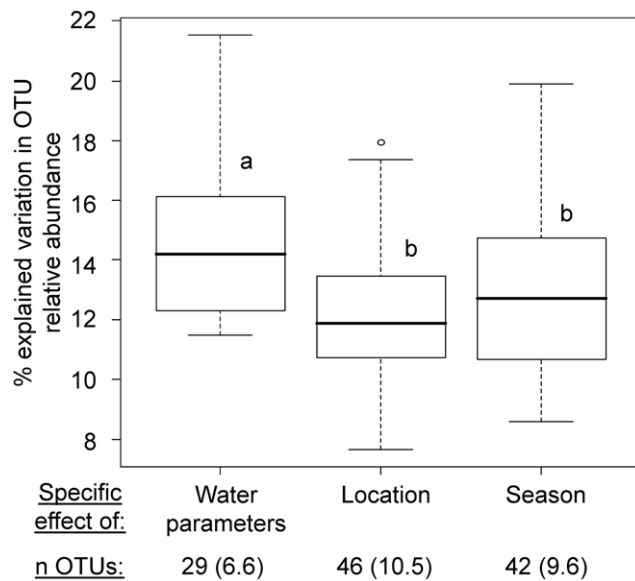 % explained variation in OTU
relative abundance
22
20
18
16
14
12
10
8
a
b
b
Specific
effect of:
Water
parameters
Location
Season
n OTUs:
29 (6.6)
46 (10.5)
42 (9.6)